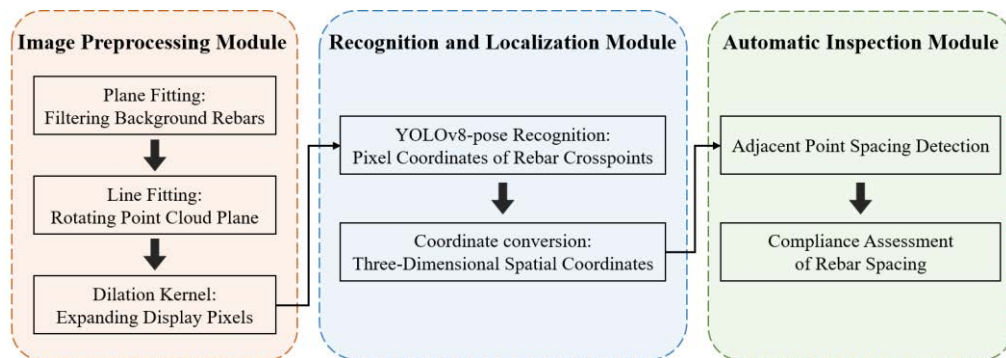 Image Preprocessing Module
Plane Fitting:
Filtering Background Rebars
Line Fitting:
Rotating Point Cloud Plane
Dilation Kernel:
Expanding Display Pixels
Recognition and Localization Module
YOLOv8-pose Recognition:
Pixel Coordinates of Rebar Crosspoints
Coordinate conversion:
Three-Dimensional Spatial Coordinates
Automatic Inspection Module
Adjacent Point Spacing Detection
Compliance Assessment
of Rebar Spacing